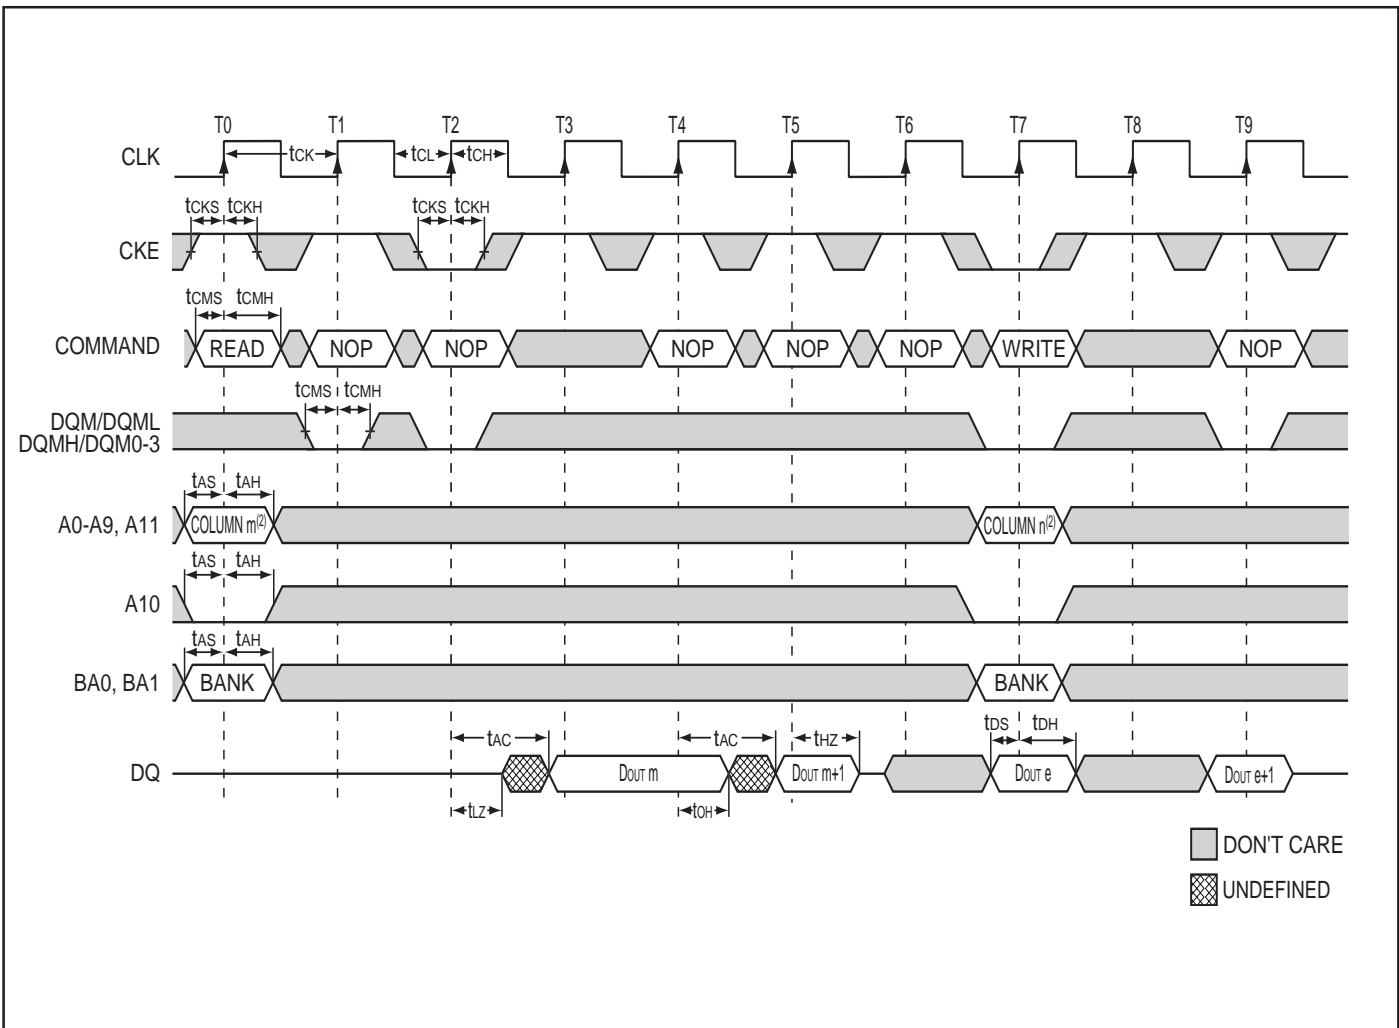 T0 T1 T2 T3 T4 T5 T6 T7 T8 T9
CLK tCK tCL tCH
tCKS tCKH tCKS tCKH
CKE
tCMS tCMH
COMMAND READ NOP NOP NOP NOP NOP WRITE NOP
tCMS tCMH
DQM/DQML
DQMH/DQM0-3
tAS tAH
A0-A9, A11 COLUMN m(2) COLUMN n(2)
tAS tAH
A10
tAS tAH
BA0, BA1 BANK BANK
tAC tAC tHZ tDS tDH
DQ DOUT m DOUT m+1 DOUT e DOUT e+1
tLZ tOH
DON'T CARE
UNDEFINED